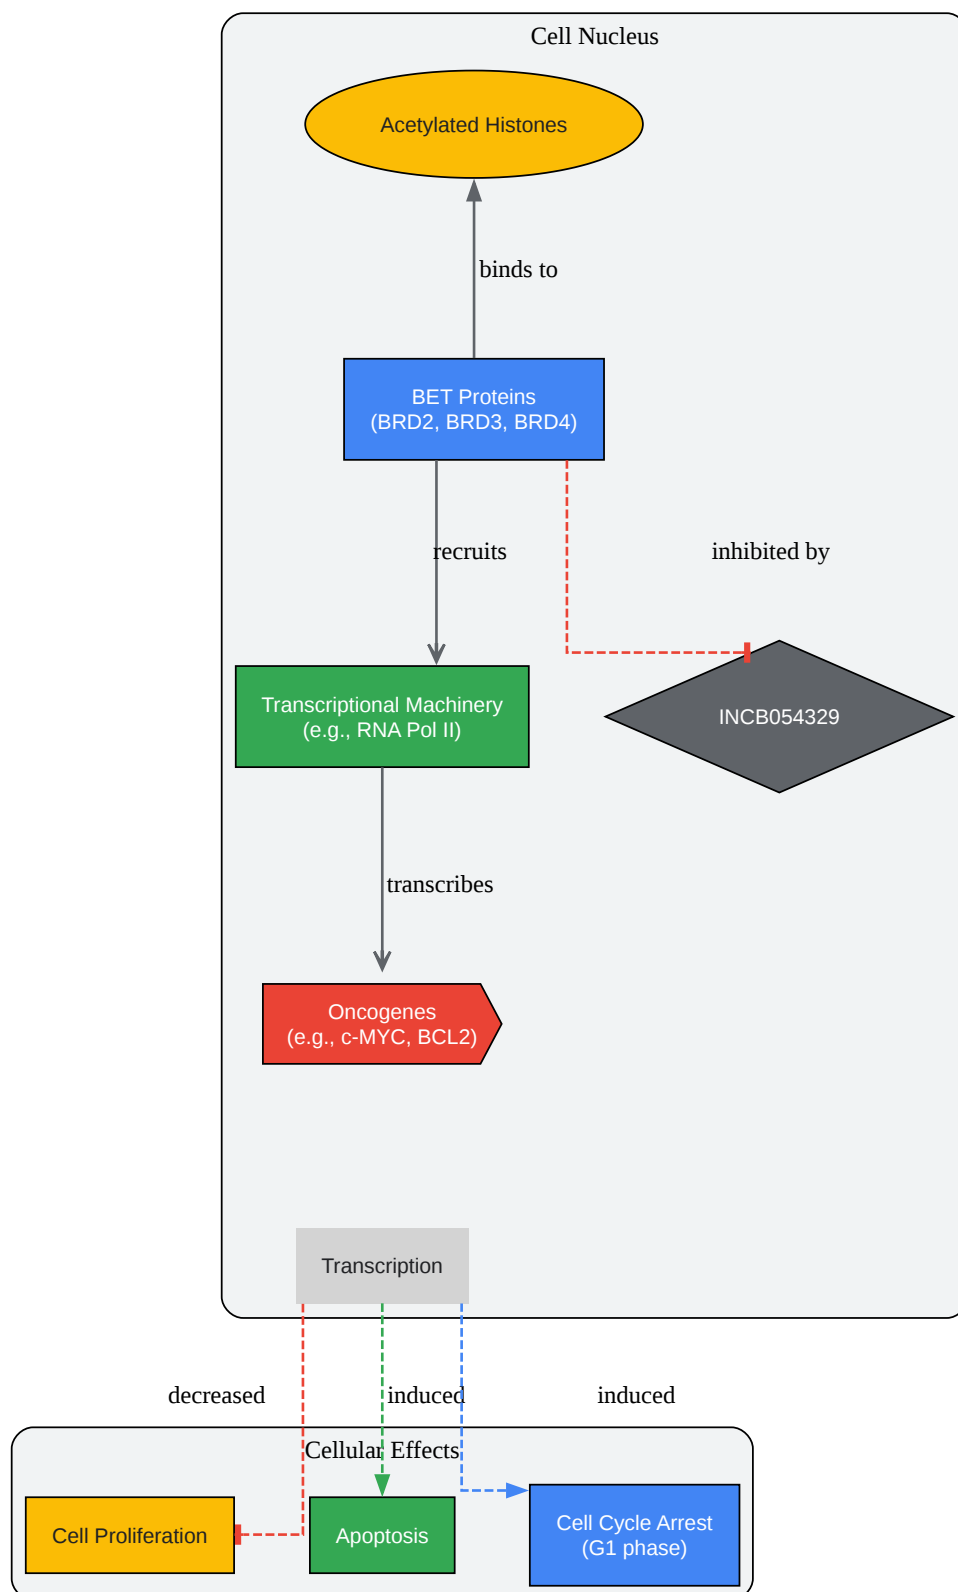 Cell Nucleus
Acetylated Histones
binds to
BET Proteins
(BRD2, BRD3, BRD4)
recruits
inhibited by
Transcriptional Machinery
(e.g., RNA Pol II)
INCB054329
transcribes
Oncogenes
(e.g., c-MYC, BCL2)
Transcription
decreased
induced
induced
Cellular Effects
Cell Proliferation
Apoptosis
Cell Cycle Arrest
(G1 phase)